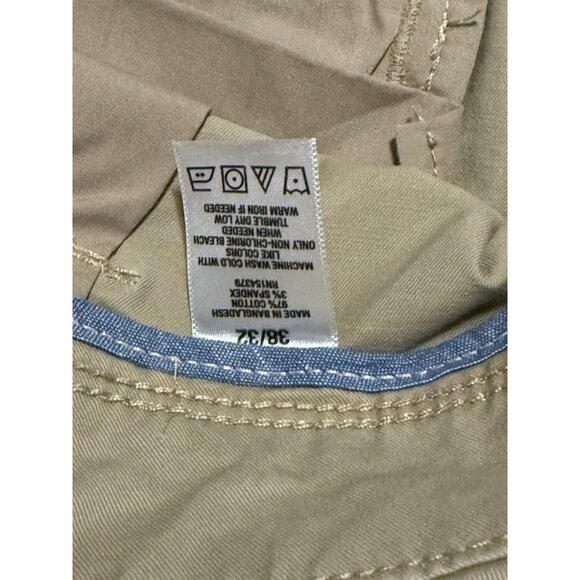 38/32
MADE IN BANGLADESH
97% COTTON
3% SPANDEX
RN154379
MACHINE WASH COLD WITH
LIKE COLORS
ONLY NON-CHLORINE BLEACH
WHEN NEEDED
TUMBLE DRY LOW
WARM IRON IF NEEDED